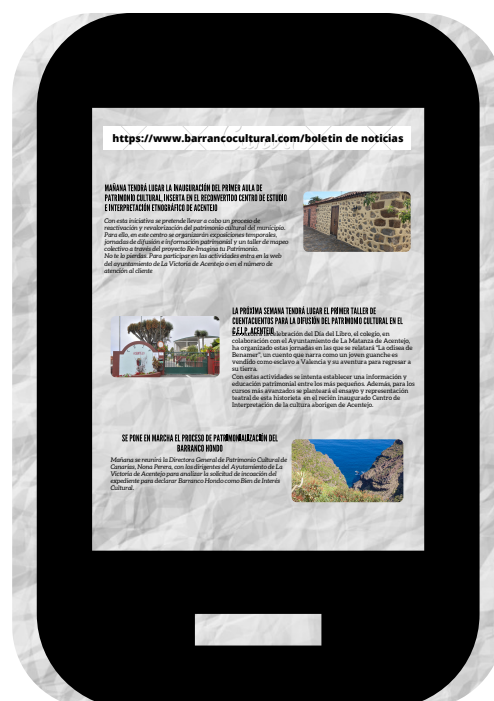 https://www.barrancocultural.com/boletin de noticias
MAÑANA TENDRÁ LUGAR LA INAUGURACIÓN DEL PRIMER AULA DE
PATRIMONIO CULTURAL, INSERTA EN EL RECONVERTIDO CENTRO DE ESTUDIO
E INTERPRETACIÓN ETNOGRÁFICO DE ACENTEJO
Con esta iniciativa se pretende llevar a cabo un proceso de
reactivación y revalorización del patrimonio cultural del municipio.
Para ello, en este centro se organizarán exposiciones temporales,
jornadas de difusión e información patrimonial y un taller de mapeo
colectivo a través del proyecto Re-Imagina tu Patrimonio.
No te lo pierdas. Para participar en las actividades entra en la web
del ayuntamiento de La Victoria de Acentejo o en el número de
atención al cliente
LA PRÓXIMA SEMANA TENDRÁ LUGAR EL PRIMER TALLER DE
CUENTACUENTOS PARA LA DIFUSIÓN DEL PATRIMONIO CULTURAL EN EL
C.E.I.P. ACENTEJO
celebración del Día del Libro, el colegio, en
colaboración con el Ayuntamiento de La Matanza de Acentejo,
ha organizado estas jornadas en las que se relatará "La odisea de
Benamer", un cuento que narra como un joven guanche es
vendido como esclavo a Valencia y su aventura para regresar a
su tierra.
Con estas actividades se intenta establecer una información y
educación patrimonial entre los más pequeños. Además, para los
cursos más avanzados se planteará el ensayo y representación
teatral de esta historieta en el recién inaugurado Centro de
Interpretación de la cultura aborigen de Acentejo.
SE PONE EN MARCHA EL PROCESO DE PATRIMONIALIZACIÓN DEL
BARRANCO HONDO
Mañana se reunirá la Directora General de Patrimonio Cultural de
Canarias, Nona Perera, con los dirigentes del Ayutamiento de La
Victoria de Acentejo para analizar la solicitud de incoación del
expediente para declarar Barranco Hondo como Bien de Interés
Cultural.